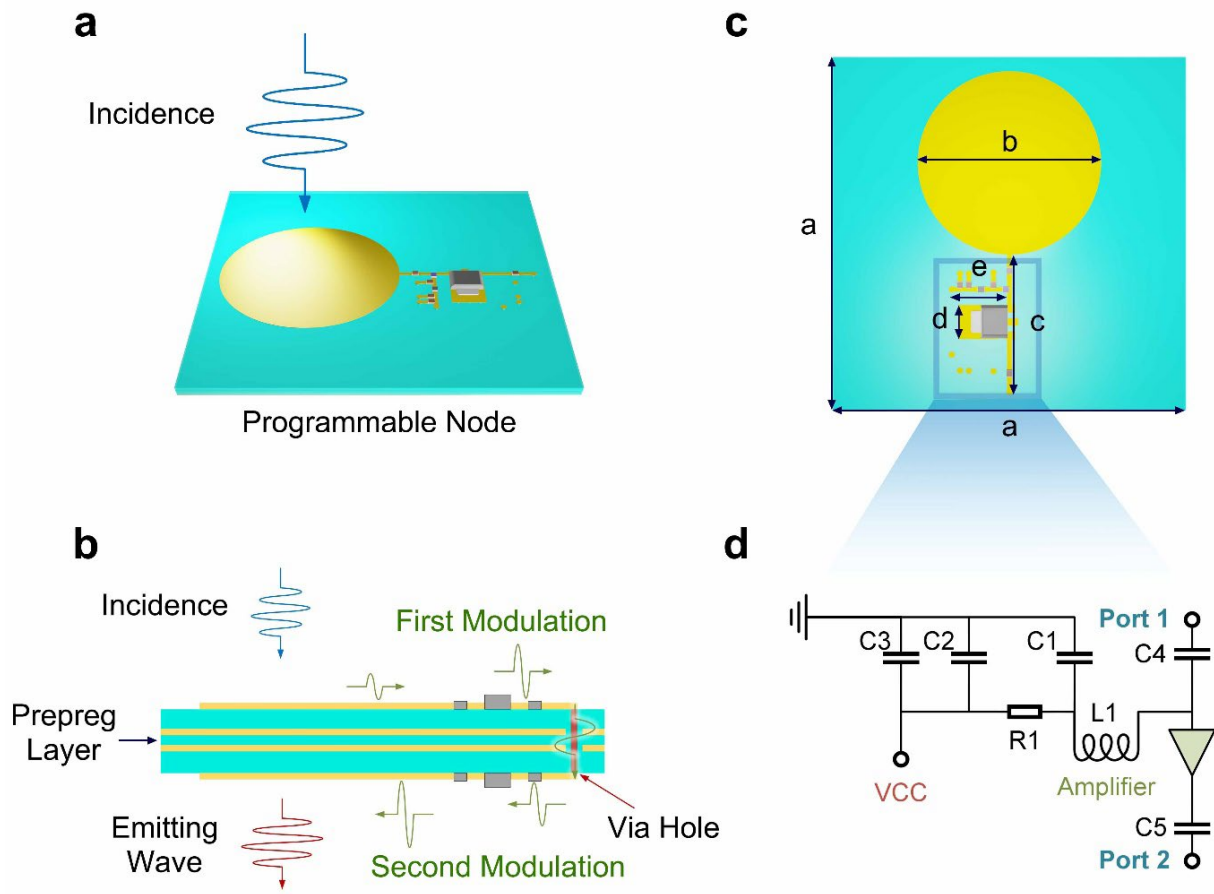 a
Incidence
Programmable Node
b
Incidence
First Modulation
Prepreg
Layer
Emitting
Wave
Via Hole
Second Modulation
c
b
a
e
d
c
a
d
Port 1
C3
C2
C1
C4
L1
R1
VCC
Amplifier
C5
Port 2